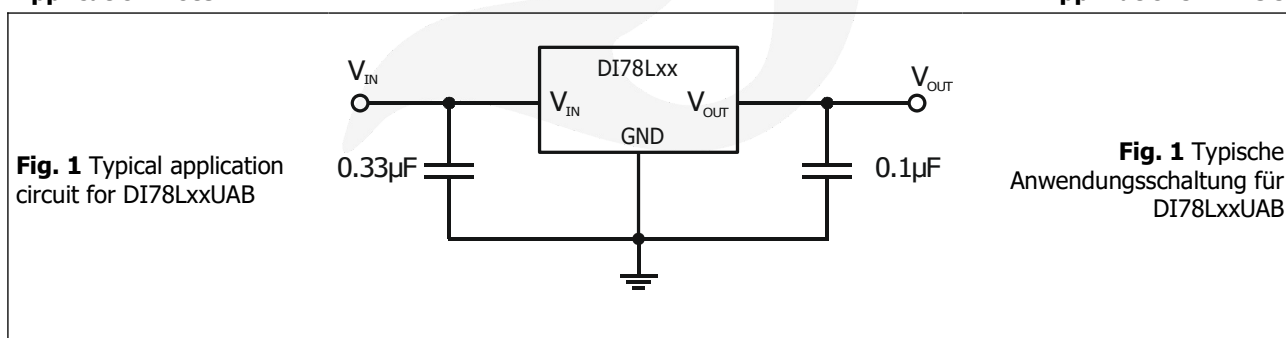 V_IN
DI78Lxx
V_OUT
V_IN
V_OUT
GND
Fig. 1 Typical application
circuit for DI78LxxUAB
0.33µF
0.1µF
Fig. 1 Typische
Anwendungsschaltung für
DI78LxxUAB